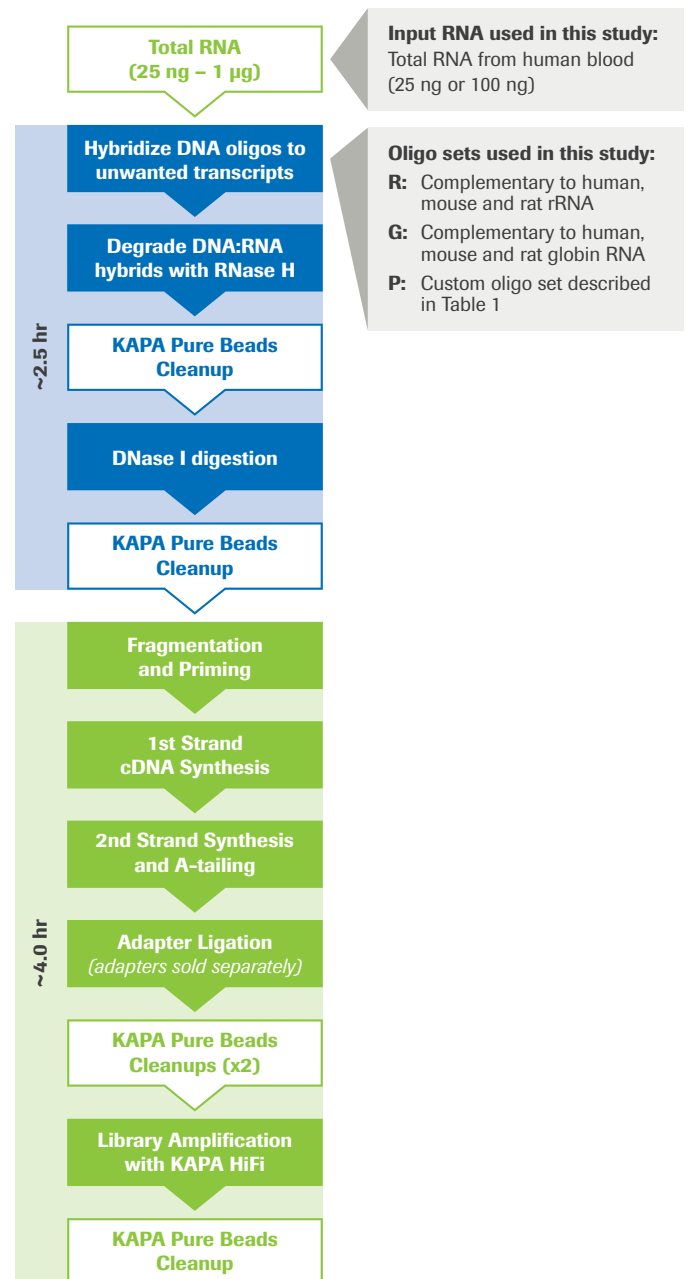 Total RNA
(25 ng – 1 µg)
Input RNA used in this study:
Total RNA from human blood
(25 ng or 100 ng)
~2.5 hr
Hybridize DNA oligos to
unwanted transcripts
Oligo sets used in this study:
R: Complementary to human,
mouse and rat rRNA
G: Complementary to human,
mouse and rat globin RNA
P: Custom oligo set described
in Table 1
Degrade DNA:RNA
hybrids with RNase H
KAPA Pure Beads
Cleanup
DNase I digestion
KAPA Pure Beads
Cleanup
~4.0 hr
Fragmentation
and Priming
1st Strand
cDNA Synthesis
2nd Strand Synthesis
and A-tailing
Adapter Ligation
(adapters sold separately)
KAPA Pure Beads
Cleanups (x2)
Library Amplification
with KAPA HiFi
KAPA Pure Beads
Cleanup